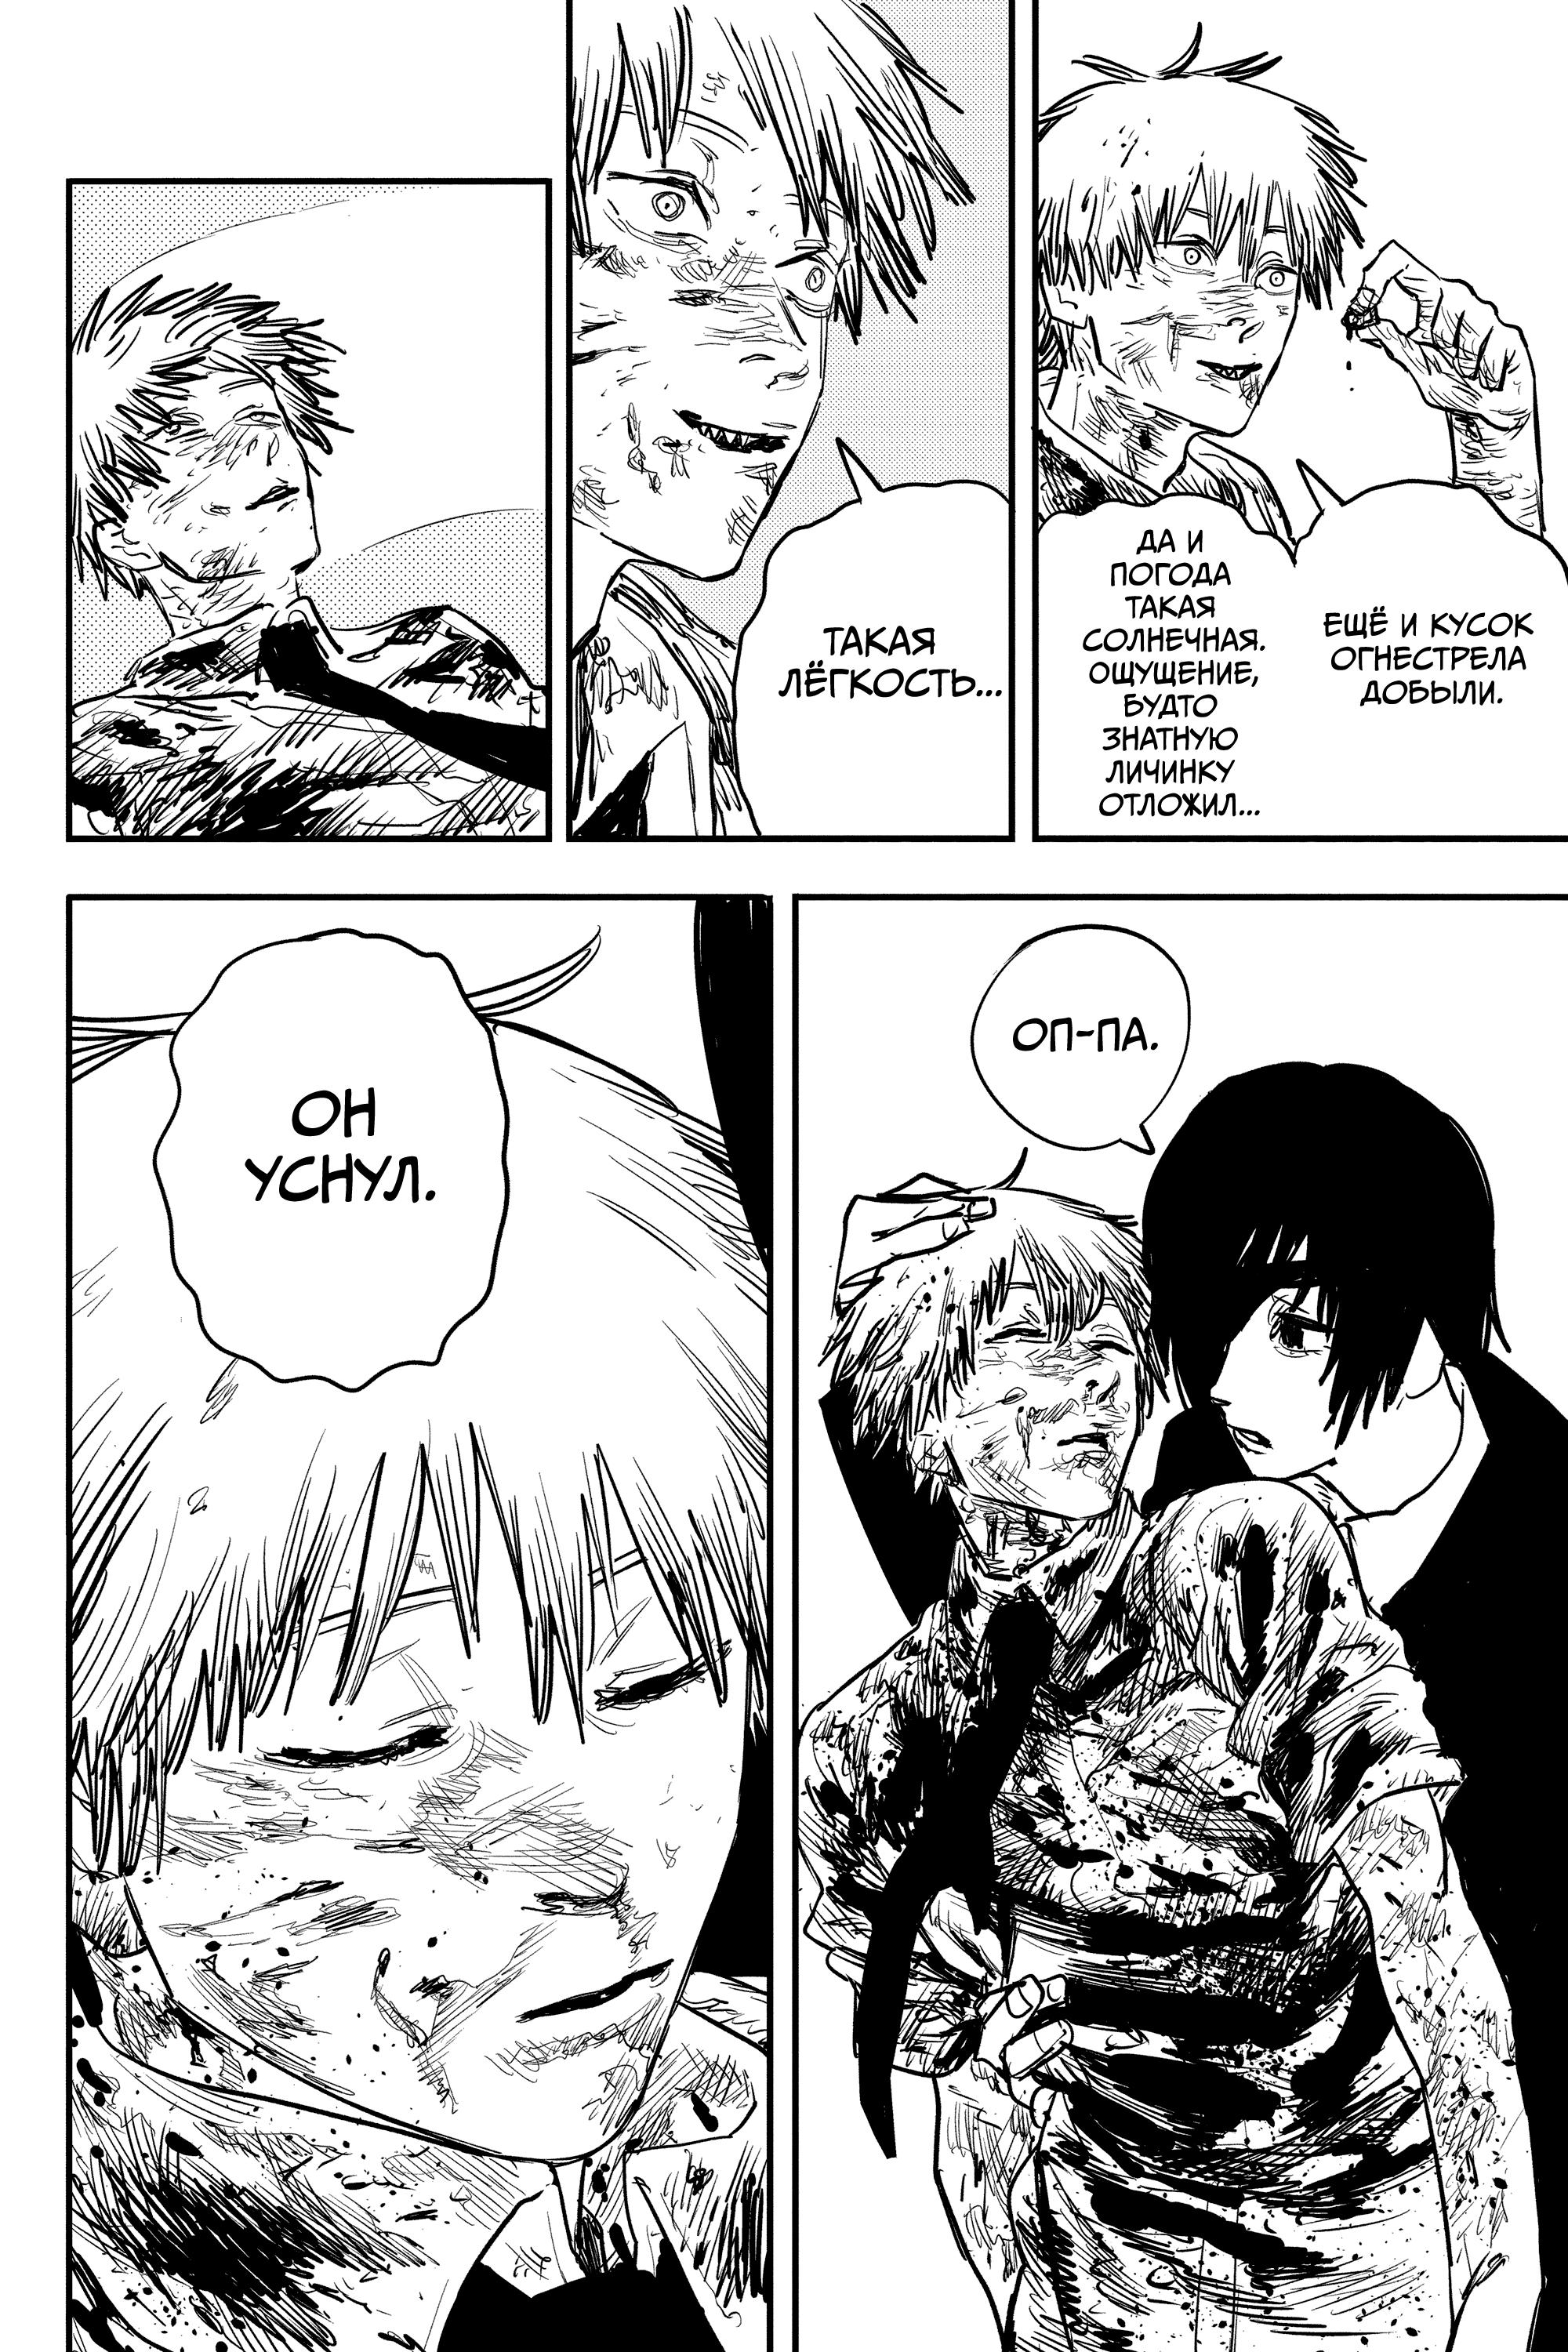 ЕЩЁ И КУСОК
ОГНЕСТРЕЛА
ДОБЫЛИ.
ДА И
ПОГОДА
ТАКАЯ
СОЛНЕЧНАЯ.
ОЩУЩЕНИЕ,
БУДТО
ЗНАТНУЮ
ЛИЧИНКУ
ОТЛОЖИЛ...
ТАКАЯ
ЛЁГКОСТЬ...
ОП-ПА.
ОН
УСНУЛ.